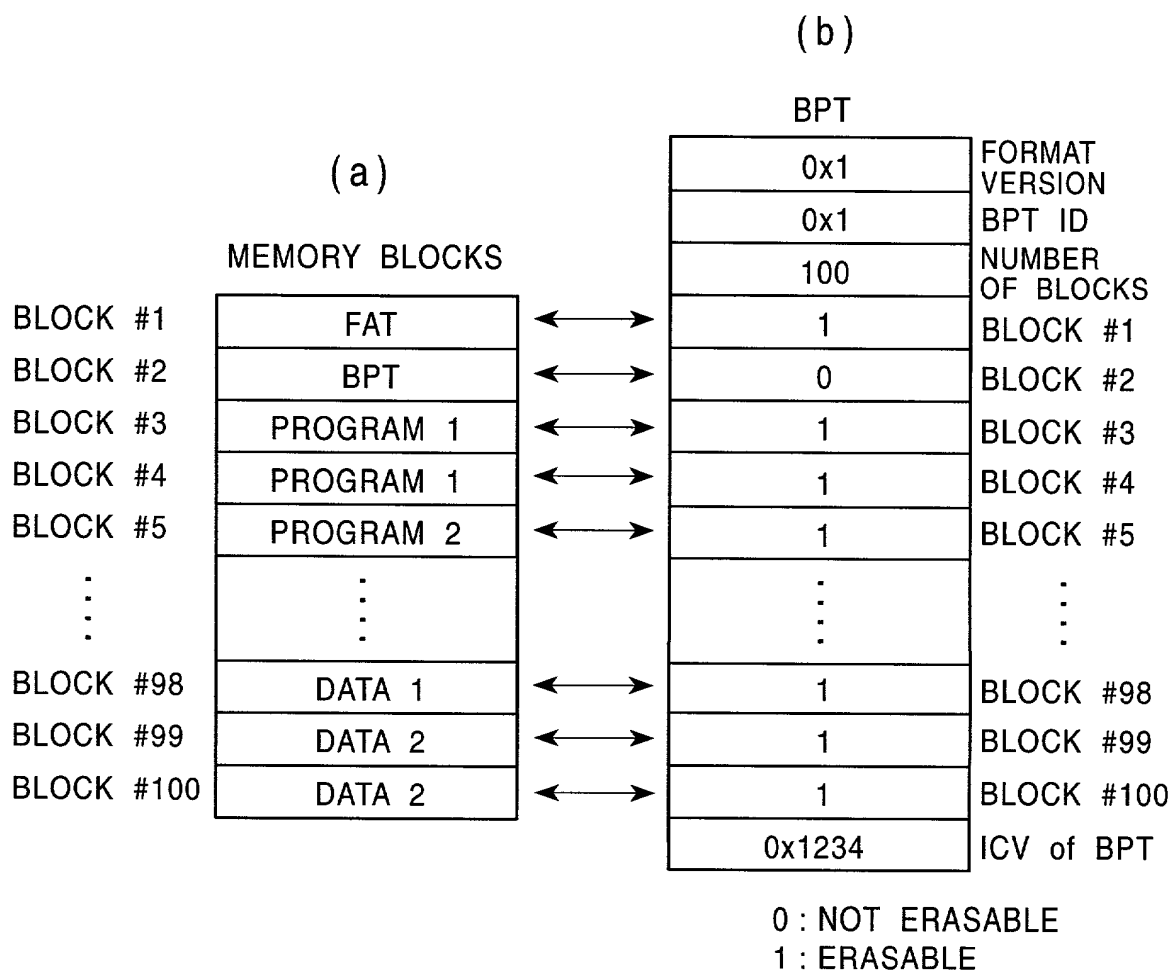 (b)
BPT
0x1 FORMAT VERSION
0x1 BPT ID
100 NUMBER OF BLOCKS
1 BLOCK #1
0 BLOCK #2
1 BLOCK #3
1 BLOCK #4
1 BLOCK #5
1 BLOCK #98
1 BLOCK #99
1 BLOCK #100
0x1234 ICV of BPT
0 : NOT ERASABLE
1 : ERASABLE
(a)
MEMORY BLOCKS
BLOCK #1 FAT
BLOCK #2 BPT
BLOCK #3 PROGRAM 1
BLOCK #4 PROGRAM 1
BLOCK #5 PROGRAM 2
BLOCK #98 DATA 1
BLOCK #99 DATA 2
BLOCK #100 DATA 2